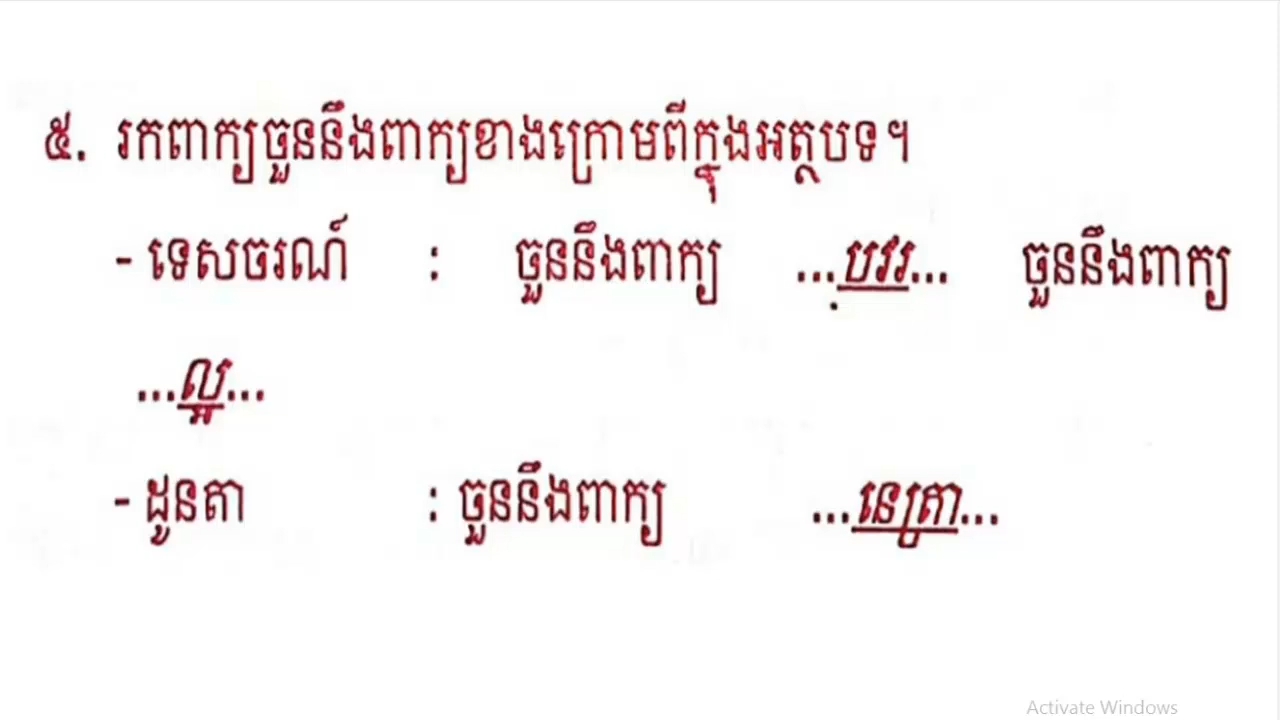 ៥. រកពាក្យចួននឹងពាក្យខាងក្រោមពីក្នុងអត្ថបទ។
- ទេសចរណ៍ : ចួននឹងពាក្យ ...បវរ... ចួននឹងពាក្យ
...ល្អ...
- ដូនតា : ចួននឹងពាក្យ ...នេត្រា...
Activate Windows